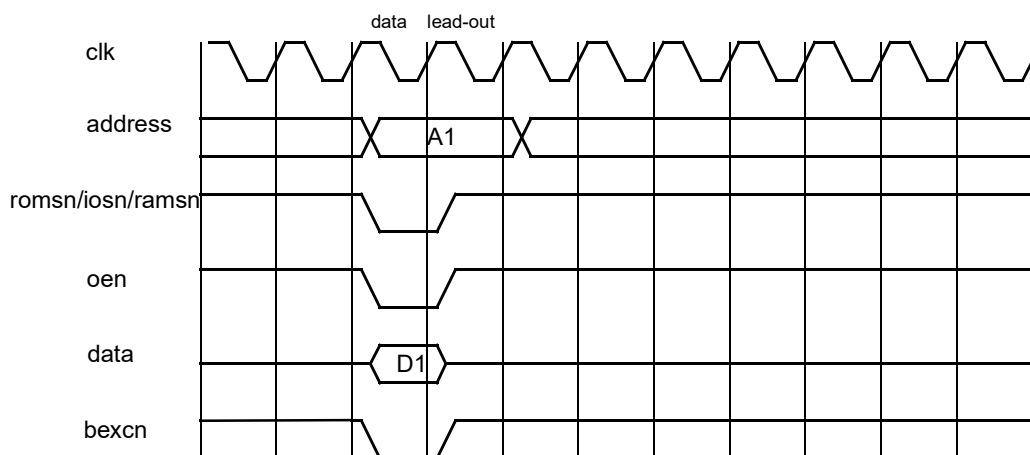 data lead-out
clk
address
A1
romsn/iosn/ramsn
oen
data
D1
bexcn